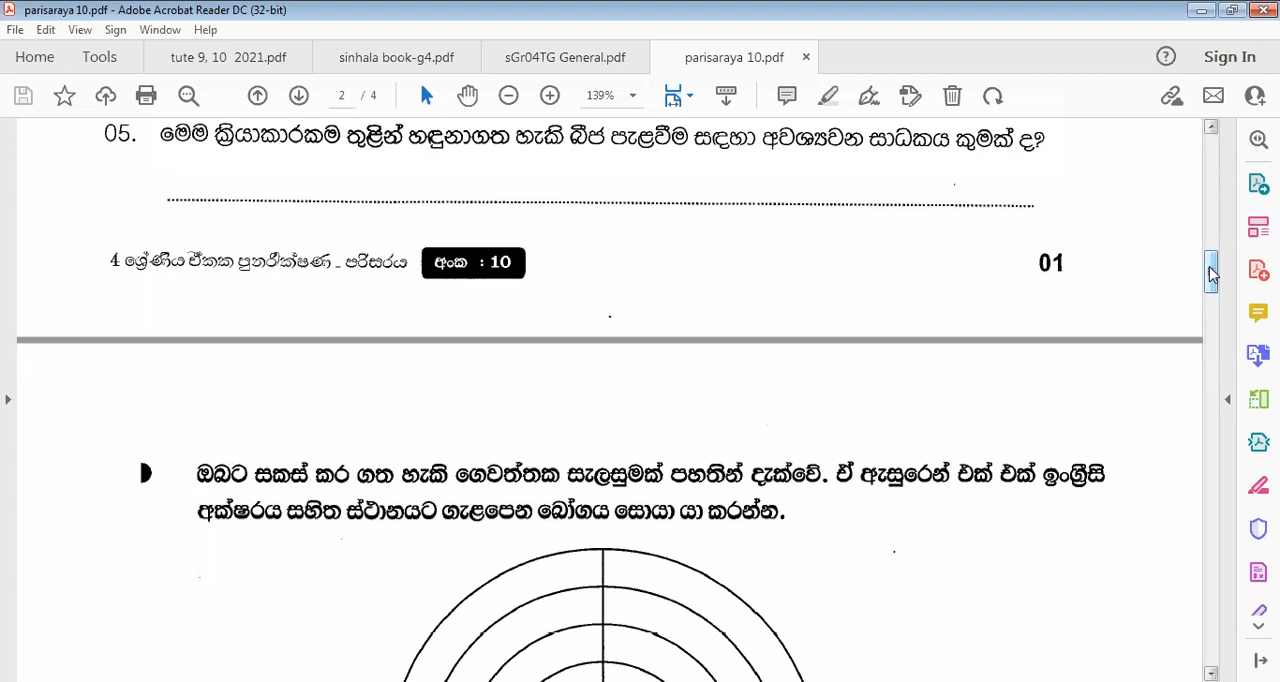 parisaraya 10.pdf - Adobe Acrobat Reader DC (32-bit)
File Edit View Sign Window Help
Home Tools tute 9, 10 2021.pdf sinhala book-g4.pdf sGr04TG General.pdf parisaraya 10.pdf × Sign In
2 / 4 139%
05. මෙම ක්‍රියාකාරකම තුළින් හඳුනාගත හැකි බීජ පැළවීම සඳහා අවශ්‍යවන සාධකය කුමක් ද?
4 ශ්‍රේණිය ඒකක පුනරීක්ෂණ - පරිසරය අංක : 10 01
ඔබට සකස් කර ගත හැකි ගෙවත්තක සැලසුමක් පහතින් දැක්වේ. ඒ ඇසුරෙන් එක් එක් ඉංග්‍රීසි
අක්ෂරය සහිත ස්ථානයට ගැළපෙන බෝගය සොයා යා කරන්න.